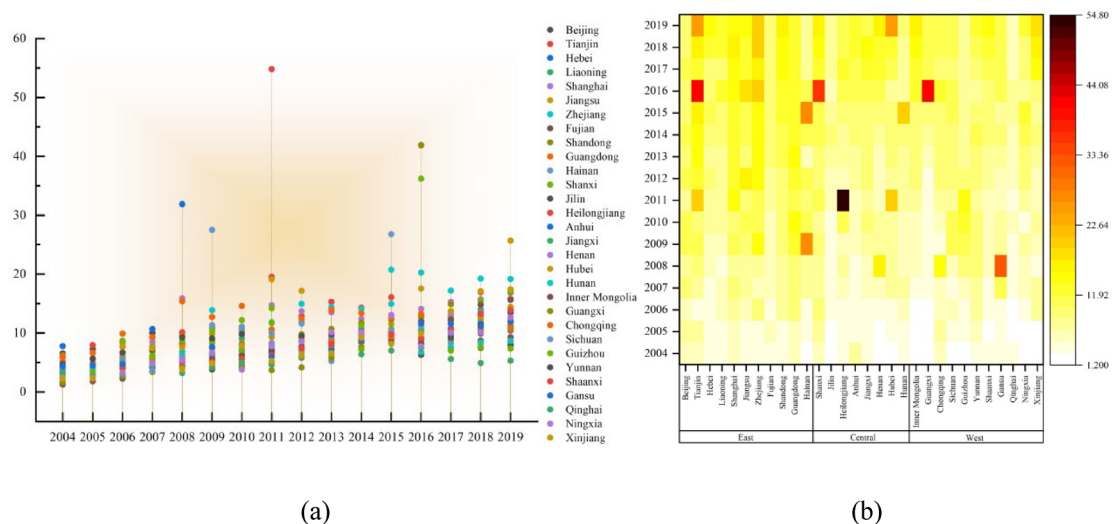 60
50
40
30
20
10
0
2004 2005 2006 2007 2008 2009 2010 2011 2012 2013 2014 2015 2016 2017 2018 2019
Beijing
Tianjin
Hebei
Liaoning
Shanghai
Jiangsu
Zhejiang
Fujian
Shandong
Guangdong
Hainan
Shanxi
Jilin
Heilongjiang
Anhui
Jiangxi
Henan
Hubei
Hunan
Inner Mongolia
Guangxi
Chongqing
Sichuan
Guizhou
Yunnan
Shaanxi
Gansu
Qinghai
Ningxia
Xinjiang
(a)
2019
2018
2017
2016
2015
2014
2013
2012
2011
2010
2009
2008
2007
2006
2005
2004
Beijing
Tianjin
Hebei
Liaoning
Shanghai
Jiangsu
Zhejiang
Fujian
Shandong
Guangdong
Hainan
Shanxi
Jilin
Heilongjiang
Anhui
Jiangxi
Henan
Hubei
Hunan
Inner Mongolia
Guangxi
Chongqing
Sichuan
Guizhou
Yunnan
Shaanxi
Gansu
Qinghai
Ningxia
Xinjiang
East Central West
54.80
44.08
33.36
22.64
11.92
1.200
(b)